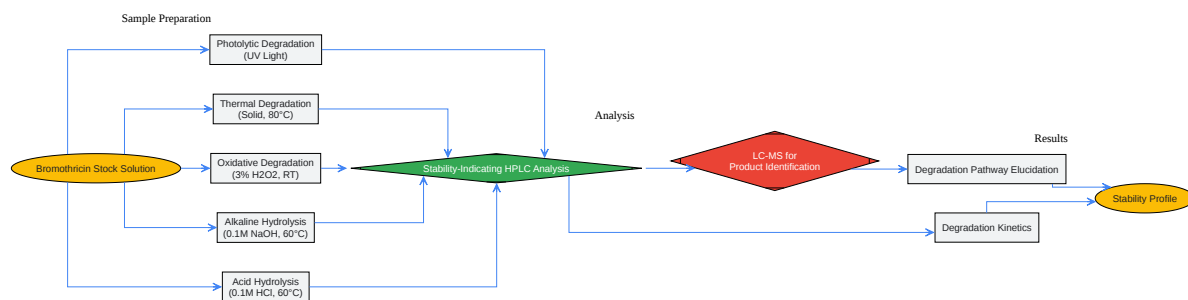 Sample Preparation
Photolytic Degradation
(UV Light)
Thermal Degradation
(Solid, 80°C)
Analysis
Results
Bromothricin Stock Solution
Oxidative Degradation
(3% H2O2, RT)
Stability-Indicating HPLC Analysis
LC-MS for
Product Identification
Degradation Pathway Elucidation
Stability Profile
Alkaline Hydrolysis
(0.1M NaOH, 60°C)
Degradation Kinetics
Acid Hydrolysis
(0.1M HCl, 60°C)